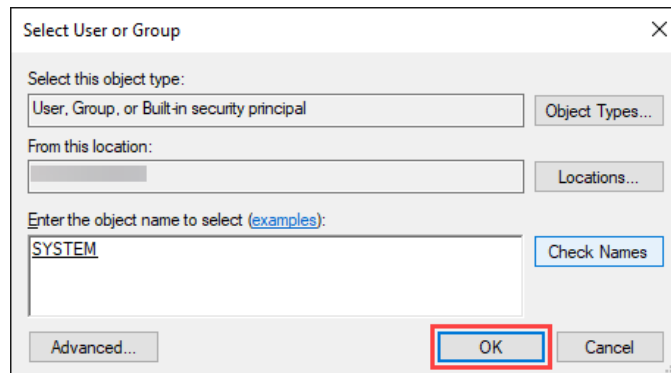 Select User or Group
Select this object type:
User, Group, or Built-in security principal
Object Types...
From this location:
Locations...
Enter the object name to select (examples):
SYSTEM
Check Names
Advanced...
OK
Cancel